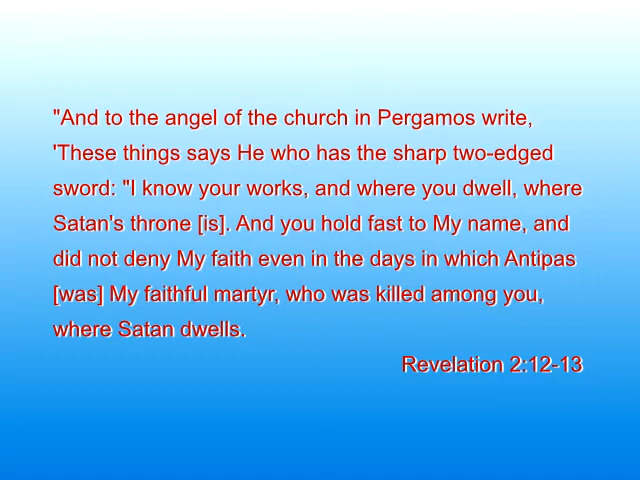 "And to the angel of the church in Pergamos write,
'These things says He who has the sharp two-edged
sword: "I know your works, and where you dwell, where
Satan's throne [is]. And you hold fast to My name, and
did not deny My faith even in the days in which Antipas
[was] My faithful martyr, who was killed among you,
where Satan dwells.
Revelation 2:12-13